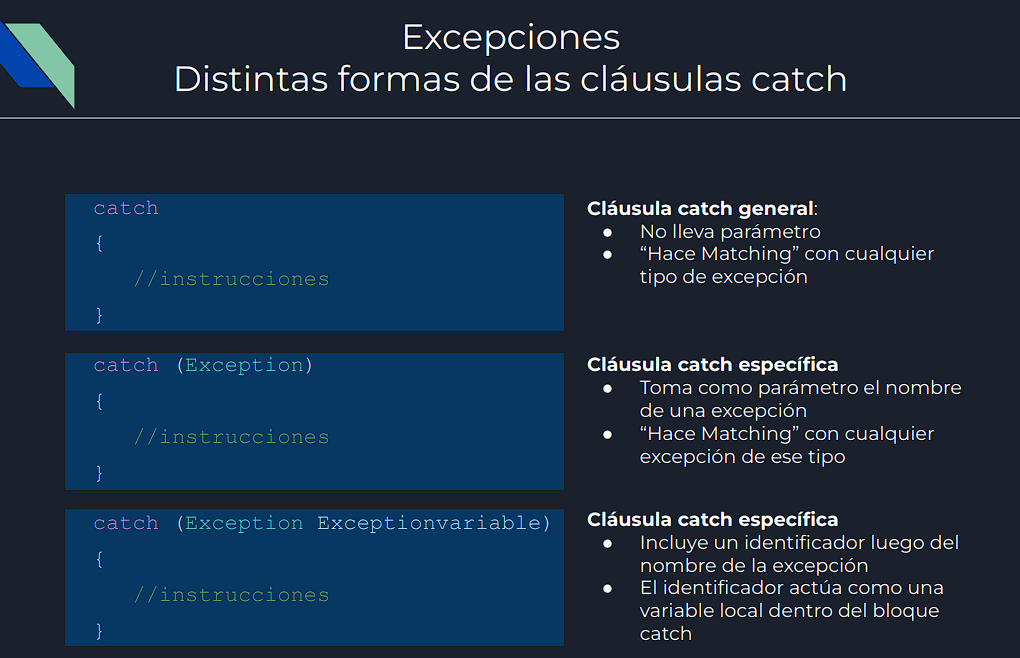 Excepciones
Distintas formas de las cláusulas catch
catch
{
//instrucciones
}
Cláusula catch general:
● No lleva parámetro
● “Hace Matching” con cualquier
tipo de excepción
catch (Exception)
{
//instrucciones
}
Cláusula catch específica
● Toma como parámetro el nombre
de una excepción
● “Hace Matching” con cualquier
excepción de ese tipo
catch (Exception Exceptionvariable)
{
//instrucciones
}
Cláusula catch específica
● Incluye un identificador luego del
nombre de la excepción
● El identificador actúa como una
variable local dentro del bloque
catch